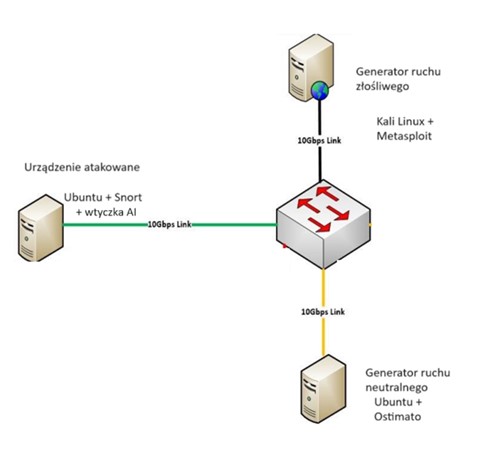 Generator ruchu
złośliwego
Kali Linux +
Metasploit
10Gbps Link
Urządzenie atakowane
Ubuntu + Snort
+ wtyczka AI
10Gbps Link
10Gbps Link
Generator ruchu
neutralnego
Ubuntu +
Ostimato